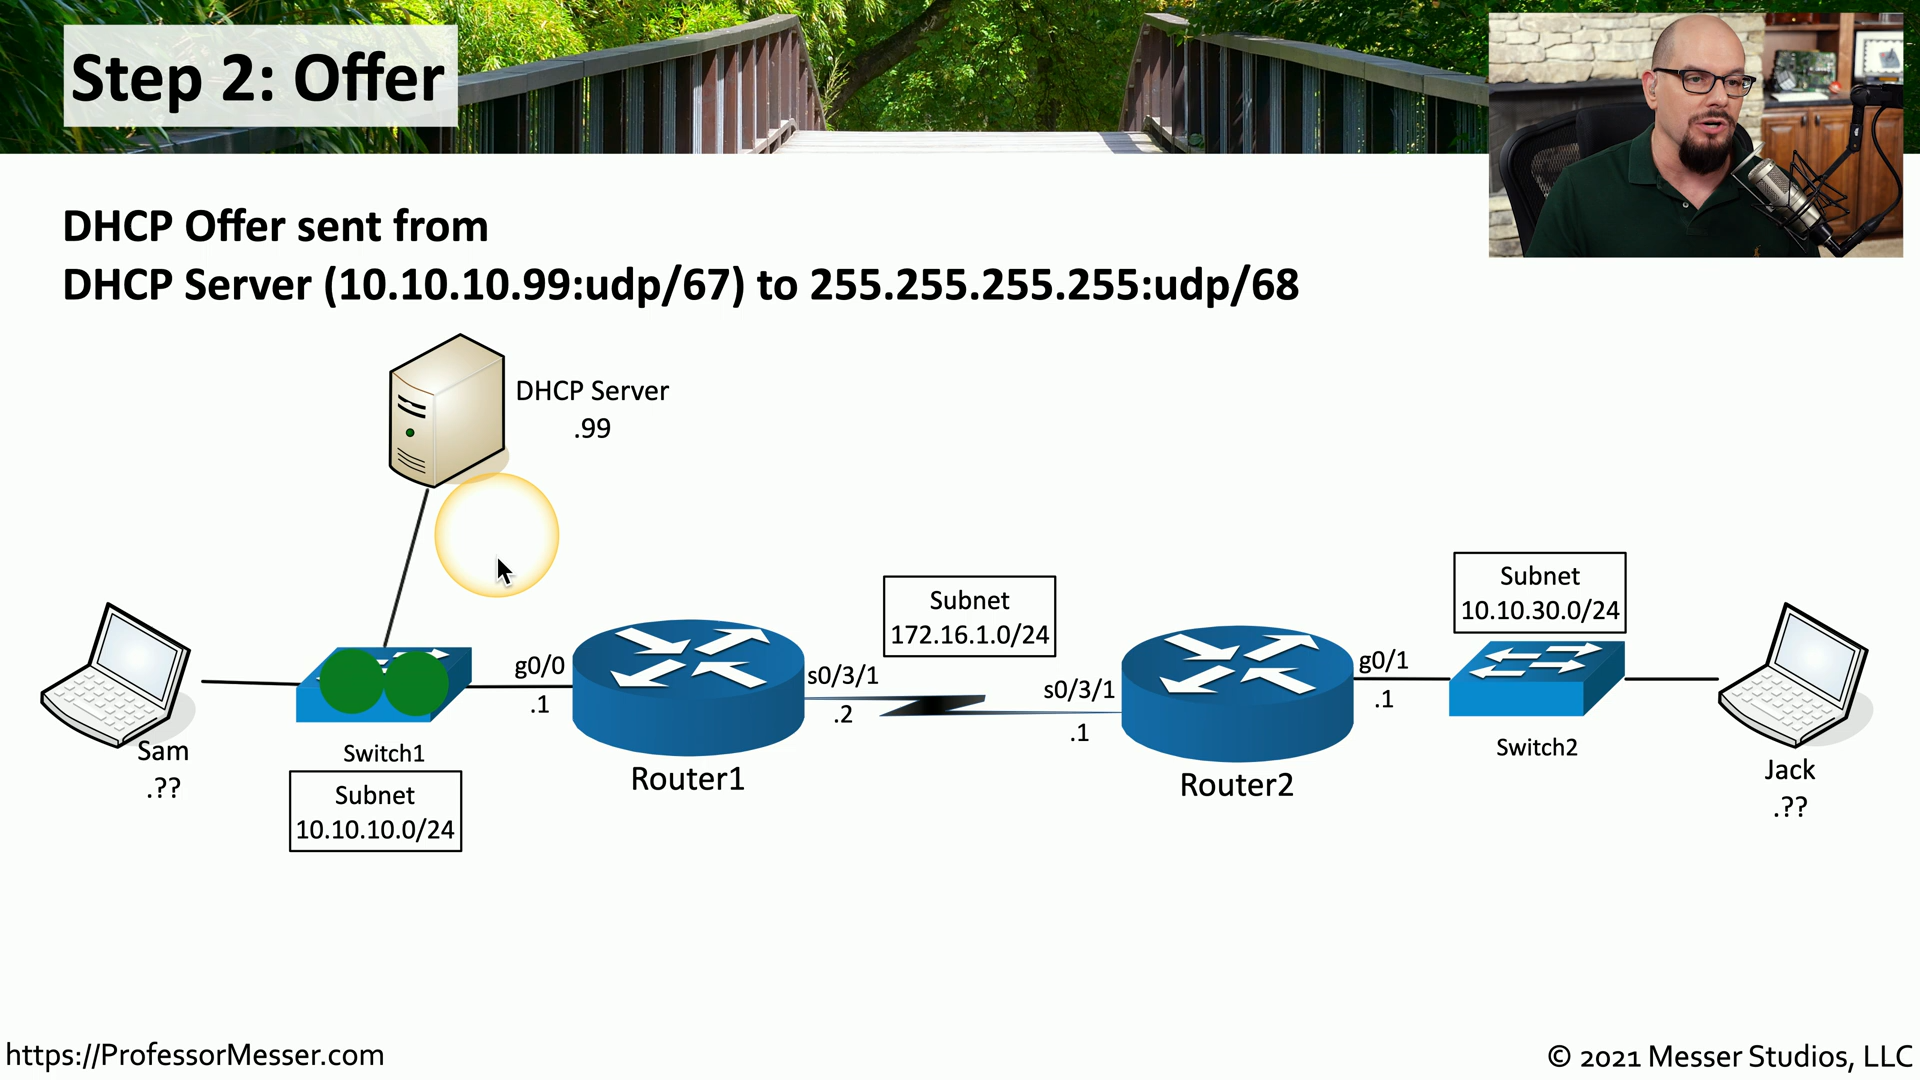 Step 2: Offer
DHCP Offer sent from
DHCP Server (10.10.10.99:udp/67) to 255.255.255.255:udp/68
DHCP Server
.99
Subnet
172.16.1.0/24
Subnet
10.10.30.0/24
g0/0
.1
s0/3/1
.2
s0/3/1
.1
g0/1
.1
Sam
.??
Switch1
Subnet
10.10.10.0/24
Router1
Router2
Switch2
Jack
.??
https://ProfessorMesser.com
© 2021 Messer Studios, LLC